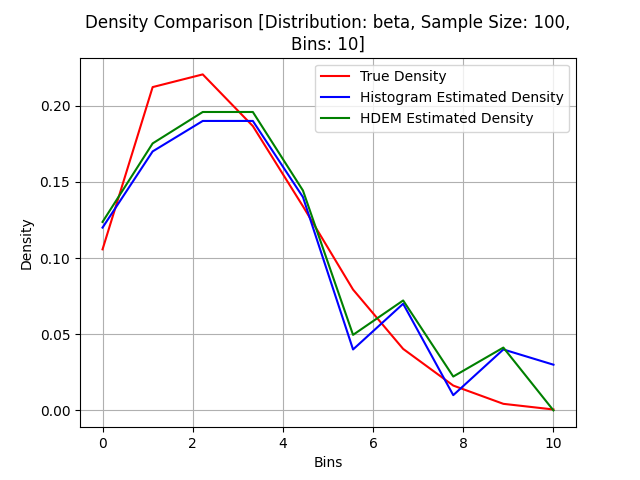 Density Comparison [Distribution: beta, Sample Size: 100,
Bins: 10]
True Density
Histogram Estimated Density
HDEM Estimated Density
0.20
0.15
0.10
0.05
0.00
Density
0 2 4 6 8 10
Bins